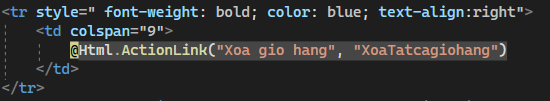 <tr style=" font-weight: bold; color: blue; text-align:right">
<td colspan="9">
@Html.ActionLink("Xoa gio hang", "XoaTatcagiohang")
</td>
</tr>